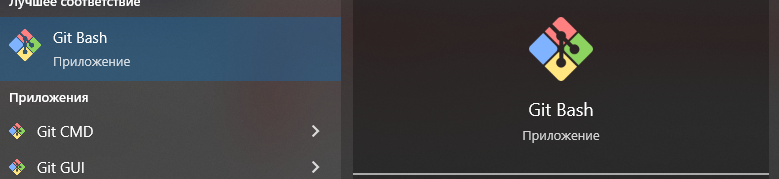 Лучшее соответствие
Git Bash
Приложение
Приложения
Git CMD
Git GUI
Git Bash
Приложение